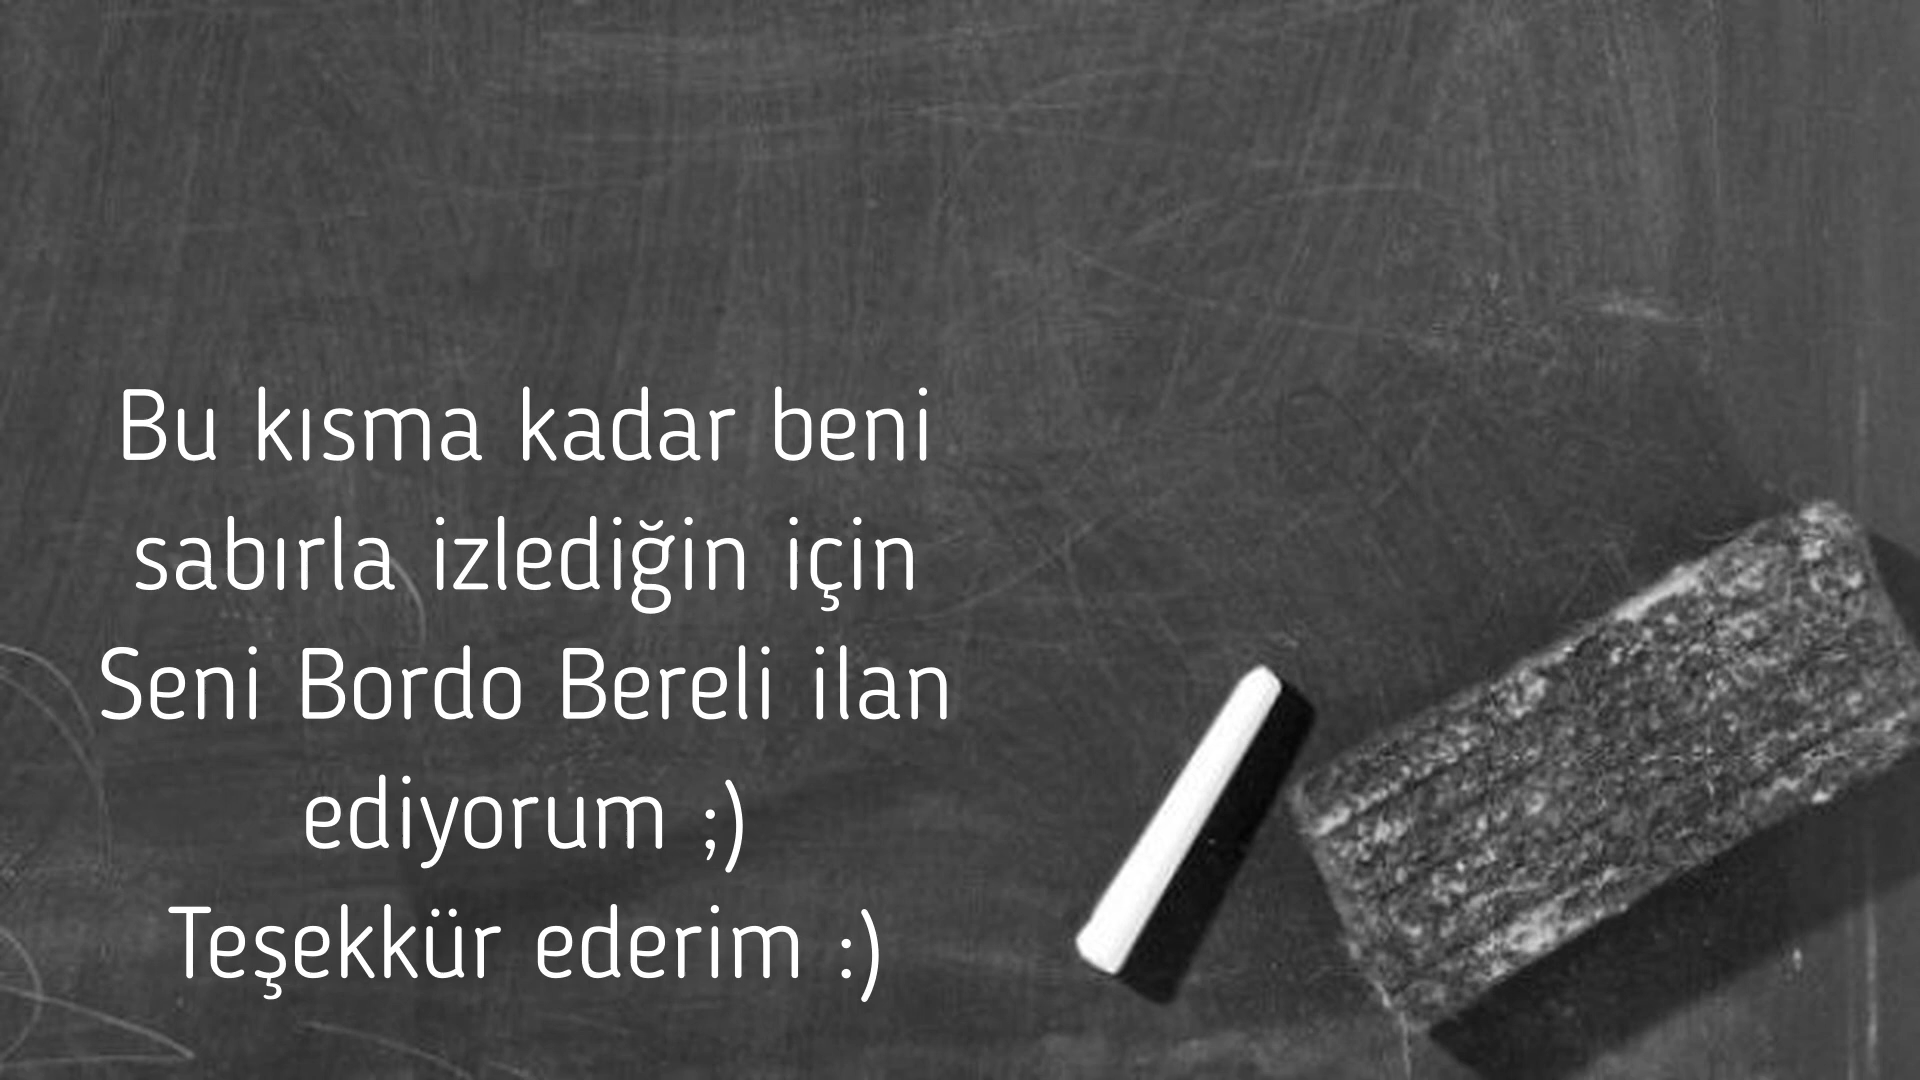 Bu kısma kadar beni
sabırla izlediğin için
Seni Bordo Bereli ilan
ediyorum ;)
Teşekkür ederim :)